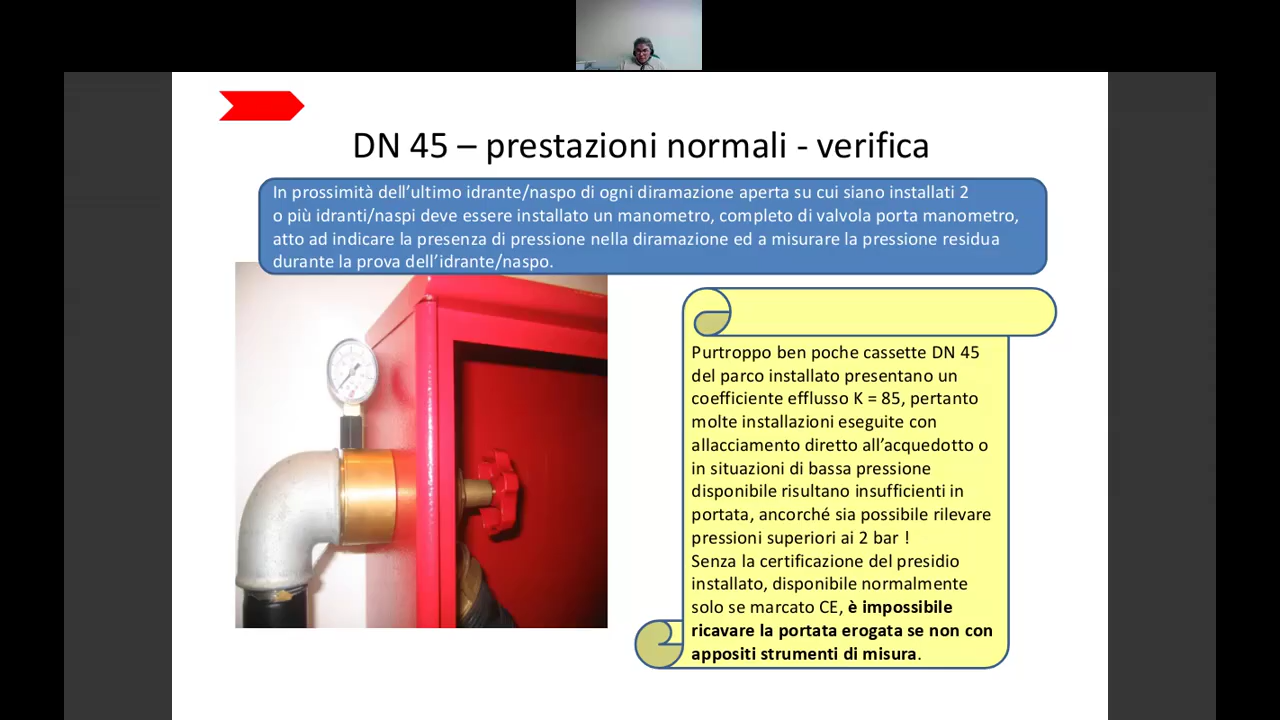 DN 45 – prestazioni normali - verifica
In prossimità dell’ultimo idrante/naspo di ogni diramazione aperta su cui siano installati 2
o più idranti/naspi deve essere installato un manometro, completo di valvola porta manometro,
atto ad indicare la presenza di pressione nella diramazione ed a misurare la pressione residua
durante la prova dell’idrante/naspo.
Purtroppo ben poche cassette DN 45
del parco installato presentano un
coefficiente efflusso K = 85, pertanto
molte installazioni eseguite con
allacciamento diretto all’acquedotto o
in situazioni di bassa pressione
disponibile risultano insufficienti in
portata, ancorché sia possibile rilevare
pressioni superiori ai 2 bar !
Senza la certificazione del presidio
installato, disponibile normalmente
solo se marcato CE, è impossibile
ricavare la portata erogata se non con
appositi strumenti di misura.